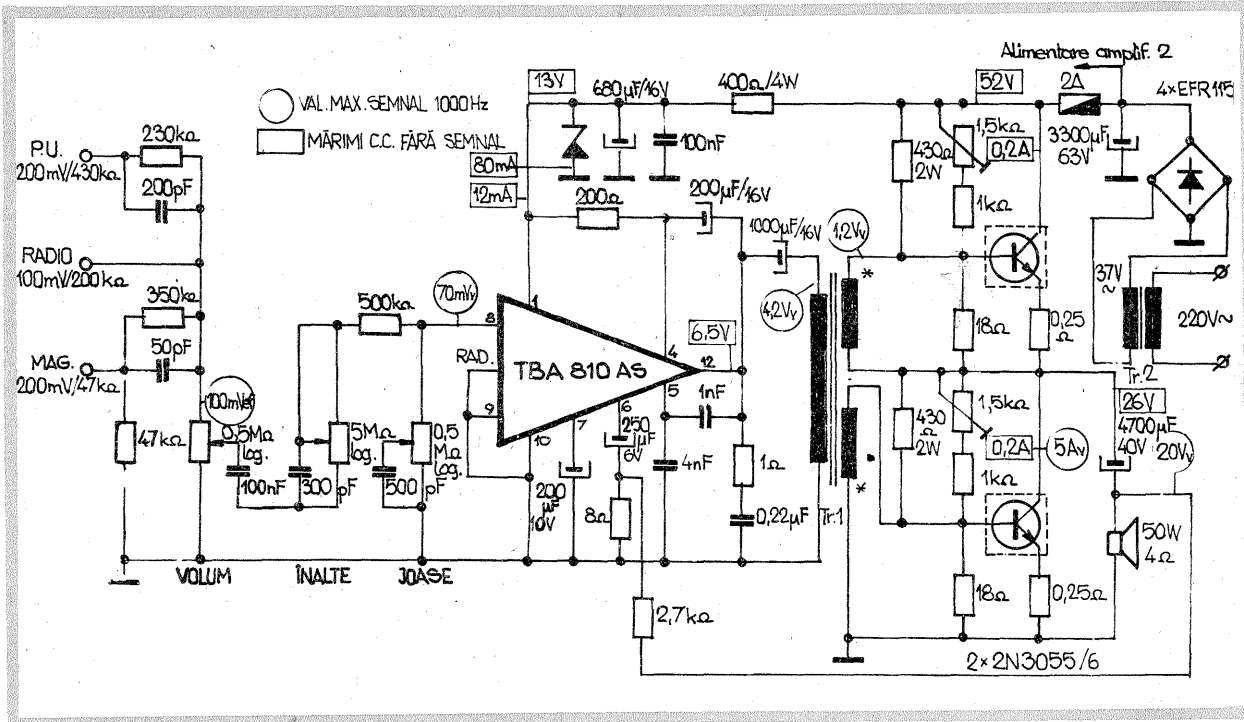 Alimentare amplif. 2
13V
680µF/16V
400Ω/4W
52V
2A
4×EFR115
VAL. MAX. SEMNAL 1000Hz
MĂRIMI C.C. FĂRĂ SEMNAL
230kΩ
P.U.
200mV/430kΩ
200pF
80mA
12mA
100nF
430Ω
2W
1,5kΩ
0,2A
3300µF
63V
200Ω
200µF/16V
1kΩ
1000µF/16V
1,2Vv
RADIO
100mV/200kΩ
350kΩ
500kΩ
70mVv
4,2Vv
37V
~
220V~
50pF
MAG.
200mV/47kΩ
8
1
RAD.
TBA 810 AS
4
12
6,5V
18Ω
0,25
Ω
Tr.2
100mVef
9
10
7
6
5
1nF
*
430
Ω
2W
1,5kΩ
26V
4700µF
40V
20Vv
0,2A
5Av
47kΩ
0,5MΩ
log.
5MΩ
log.
0,5
MΩ
log.
250
µF
6V
1Ω
1kΩ
100nF
300
pF
500
pF
200
µF
10V
8Ω
4nF
0,22µF
Tr.1
*
50W
4Ω
VOLUM
ÎNALTE
JOASE
2,7kΩ
18Ω
0,25Ω
2×2N3055/6